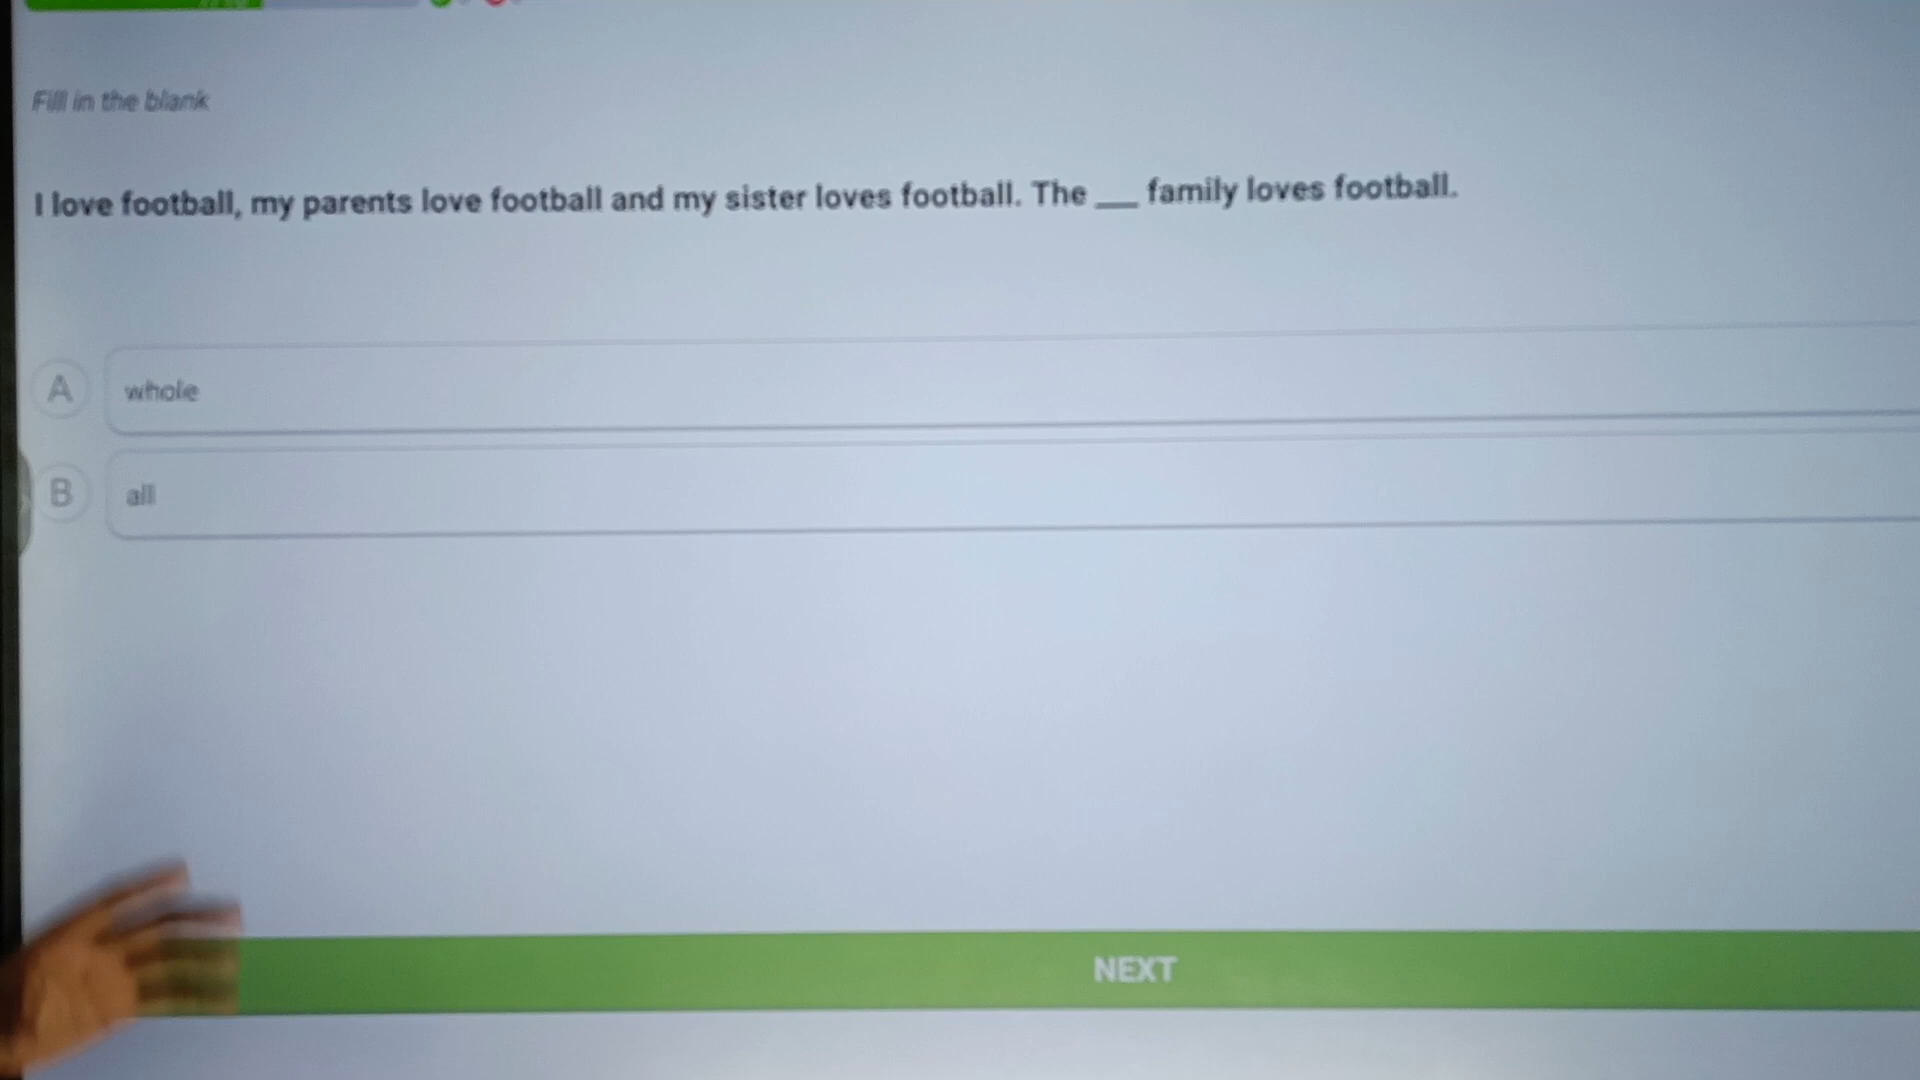 Fill in the blank
I love football, my parents love football and my sister loves football. The ___ family loves football.
A whole
B all
NEXT